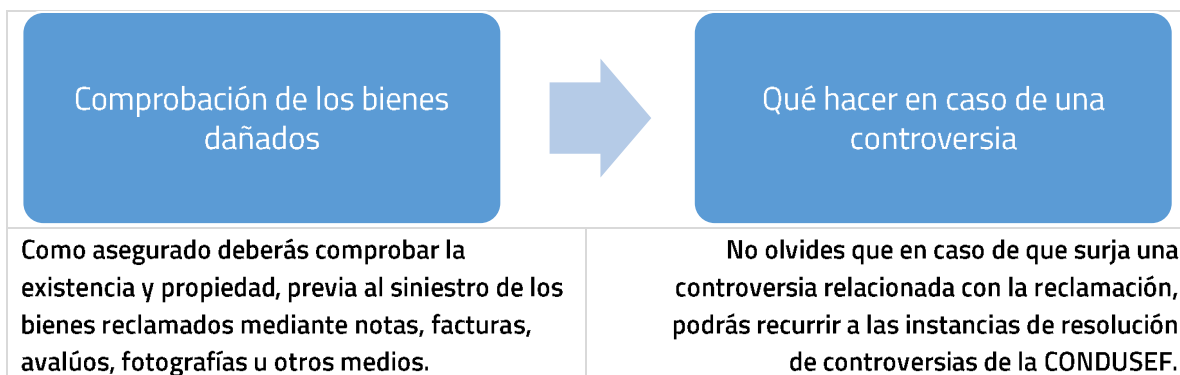 Comprobación de los bienes
dañados
Qué hacer en caso de una
controversia
Como asegurado deberás comprobar la
existencia y propiedad, previa al siniestro de los
bienes reclamados mediante notas, facturas,
avalúos, fotografías u otros medios.
No olvides que en caso de que surja una
controversia relacionada con la reclamación,
podrás recurrir a las instancias de resolución
de controversias de la CONDUSEF.